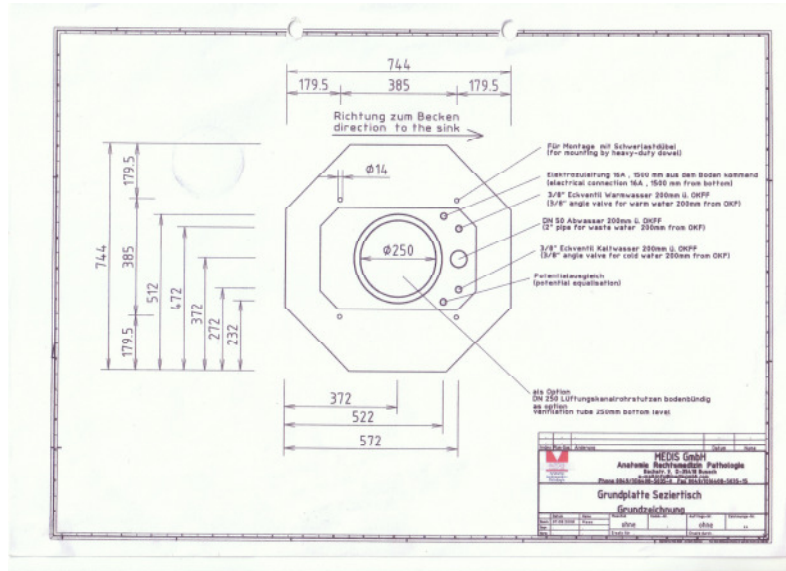 744
179.5 385 179.5
Richtung zum Becken
direction to the sink
Ø14
Für Montage mit Schwerlastdübel
(for mounting by heavy-duty dowel)
Elektrozuleitung 16A , 1500 mm aus dem Boden kommend
(electrical connection 16A , 1500 mm from bottom)
3/8" Eckventil Warmwasser 200mm ü. OKFF
(3/8" angle valve for warm water 200mm from OKF)
DN 50 Abwasser 200mm ü. OKFF
(2" pipe for waste water 200mm from OKF)
3/8" Eckventil Kaltwasser 200mm ü. OKFF
(3/8" angle valve for cold water 200mm from OKF)
Potentialausgleich
(potential equalisation)
Ø250
744
179.5
385
179.5
512
472
372
272
232
372
522
572
als Option
DN 250 Lüftungskanalrohrstutzen bodenbündig
as option
ventilation tube 250mm bottom level
Änderung Datum Name
MEDIS GmbH
Anatomie Rechtsmedizin Pathologie
Grundplatte Seziertisch
Grundzeichnung
ohne ohne